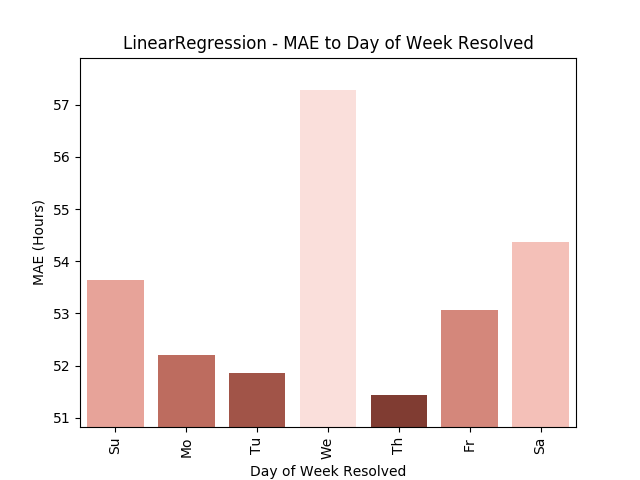 LinearRegression - MAE to Day of Week Resolved
MAE (Hours)
57
56
55
54
53
52
51
Su
Mo
Tu
We
Th
Fr
Sa
Day of Week Resolved